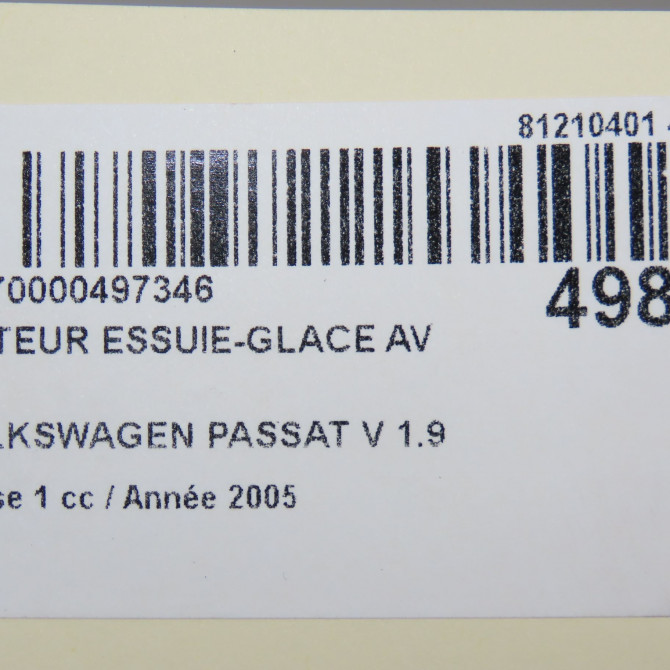 81210401
70000497346
TEUR ESSUIE-GLACE AV
498
LKSWAGEN PASSAT V 1.9
se 1 cc / Année 2005